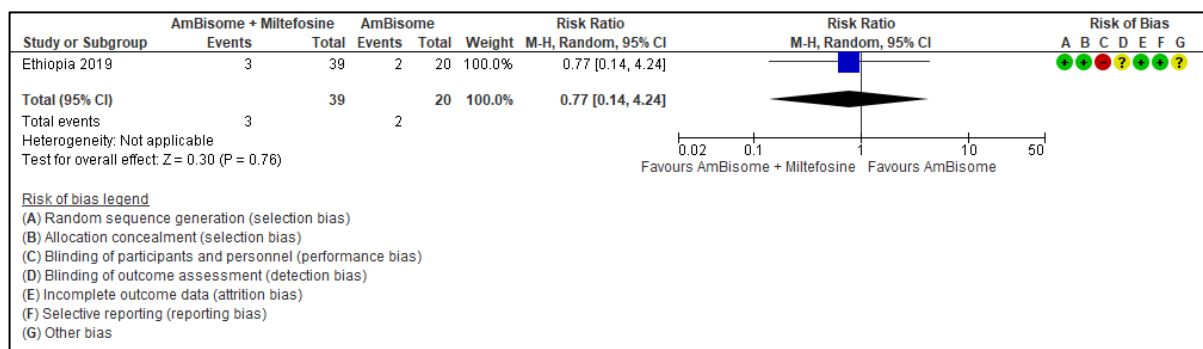 AmBisome + Miltefosine AmBisome Risk Ratio Risk Ratio Risk of Bias
Study or Subgroup Events Total Events Total Weight M-H, Random, 95% CI M-H, Random, 95% CI A B C D E F G
Ethiopia 2019 3 39 2 20 100.0% 0.77 [0.14, 4.24] + + - ? + + ?
Total (95% CI) 39 20 100.0% 0.77 [0.14, 4.24]
Total events 3 2
Heterogeneity: Not applicable
Test for overall effect: Z = 0.30 (P = 0.76)
0.02 0.1 1 10 50
Favours AmBisome + Miltefosine Favours AmBisome
Risk of bias legend
(A) Random sequence generation (selection bias)
(B) Allocation concealment (selection bias)
(C) Blinding of participants and personnel (performance bias)
(D) Blinding of outcome assessment (detection bias)
(E) Incomplete outcome data (attrition bias)
(F) Selective reporting (reporting bias)
(G) Other bias